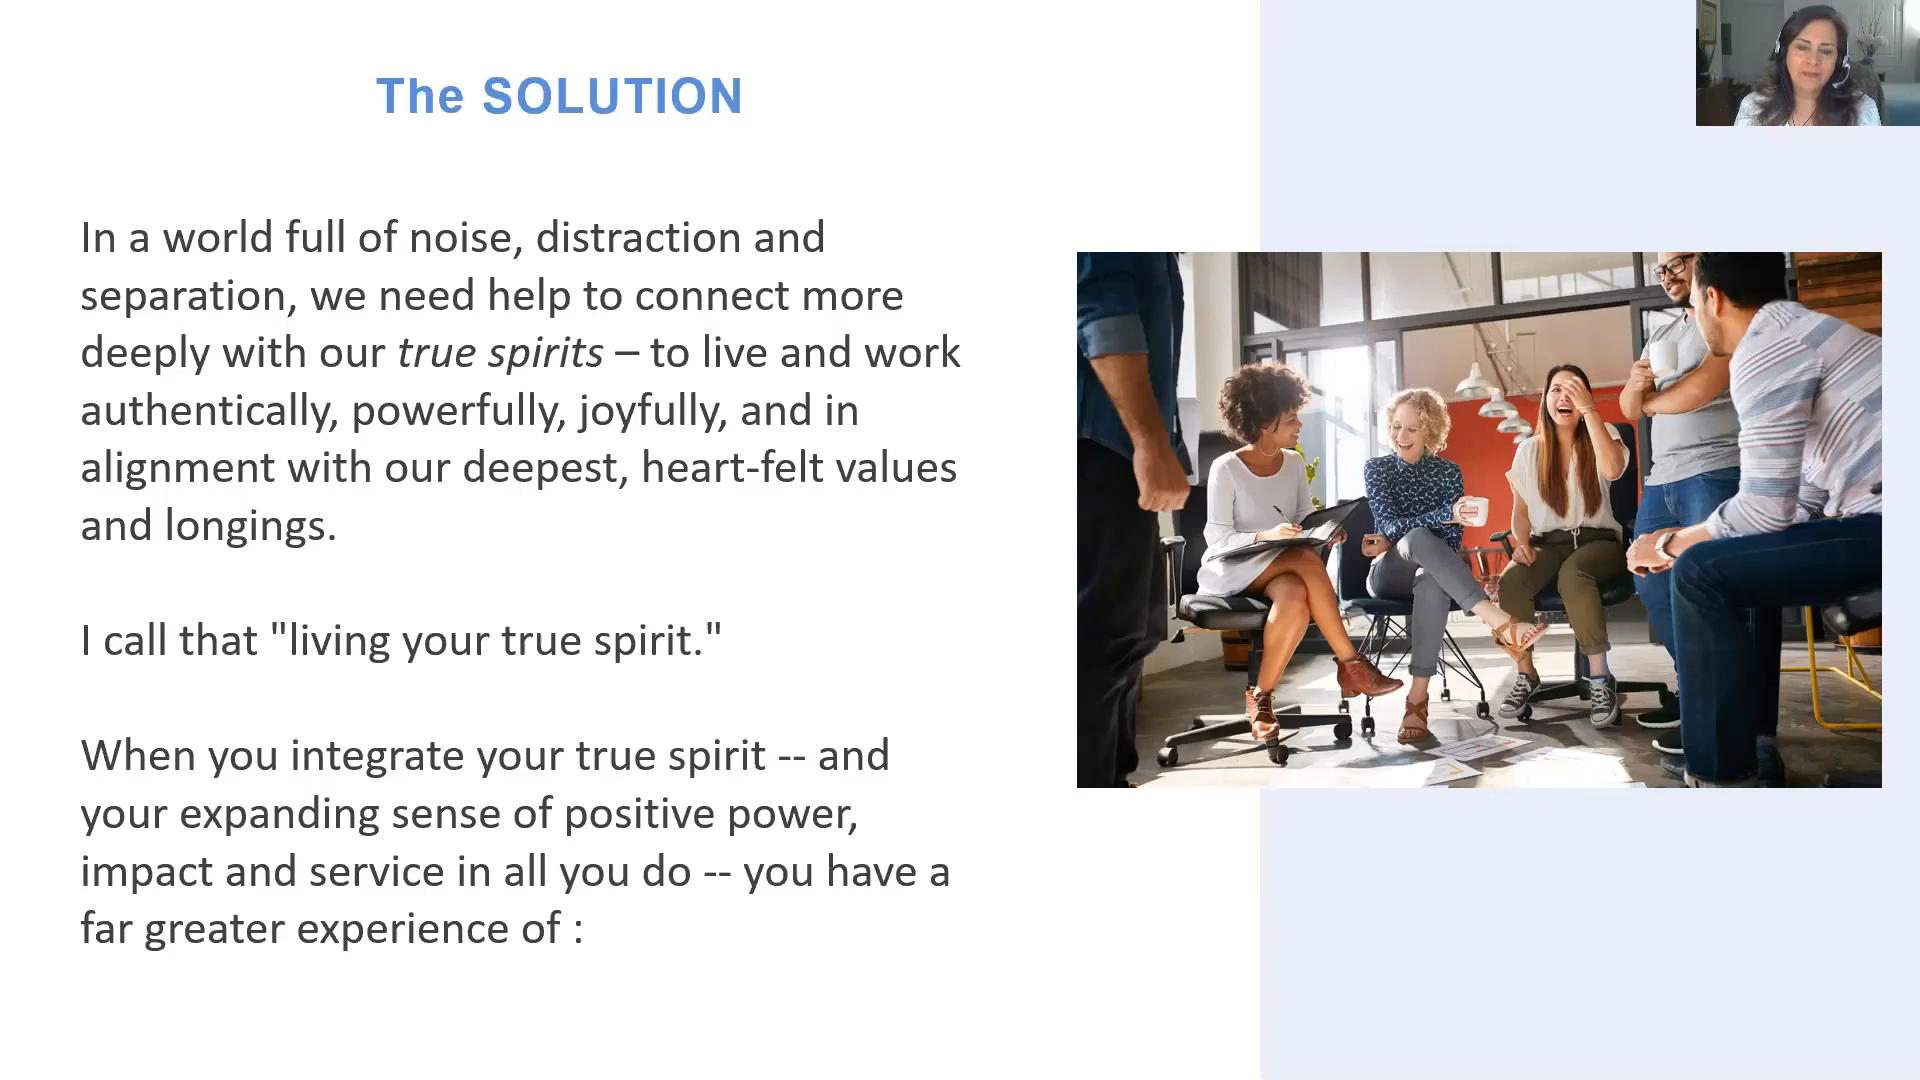 The SOLUTION
In a world full of noise, distraction and
separation, we need help to connect more
deeply with our true spirits – to live and work
authentically, powerfully, joyfully, and in
alignment with our deepest, heart-felt values
and longings.
I call that "living your true spirit."
When you integrate your true spirit -- and
your expanding sense of positive power,
impact and service in all you do -- you have a
far greater experience of :